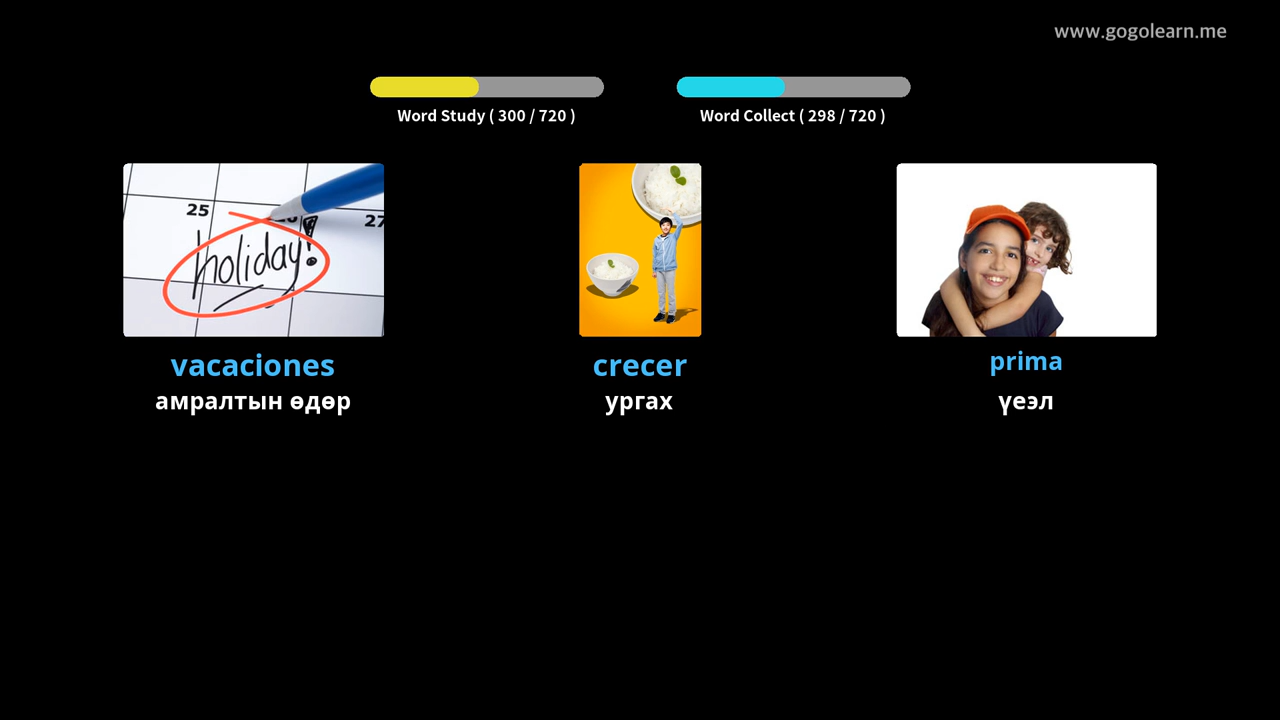 www.gogolearn.me
Word Study ( 300 / 720 )
Word Collect ( 298 / 720 )
25
27
holiday!
vacaciones
crecer
prima
амралтын өдөр
ургах
үеэл